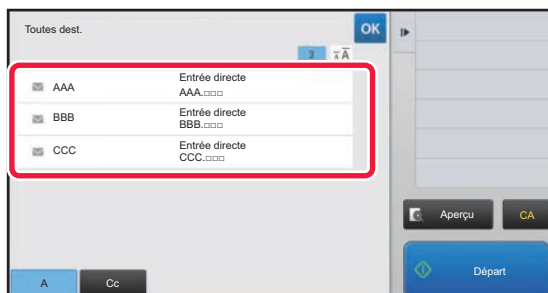 Toutes dest.
OK
3
AAA
Entrée directe
AAA.□□□
BBB
Entrée directe
BBB.□□□
CCC
Entrée directe
CCC.□□□
Aperçu
CA
Départ
A
Cc